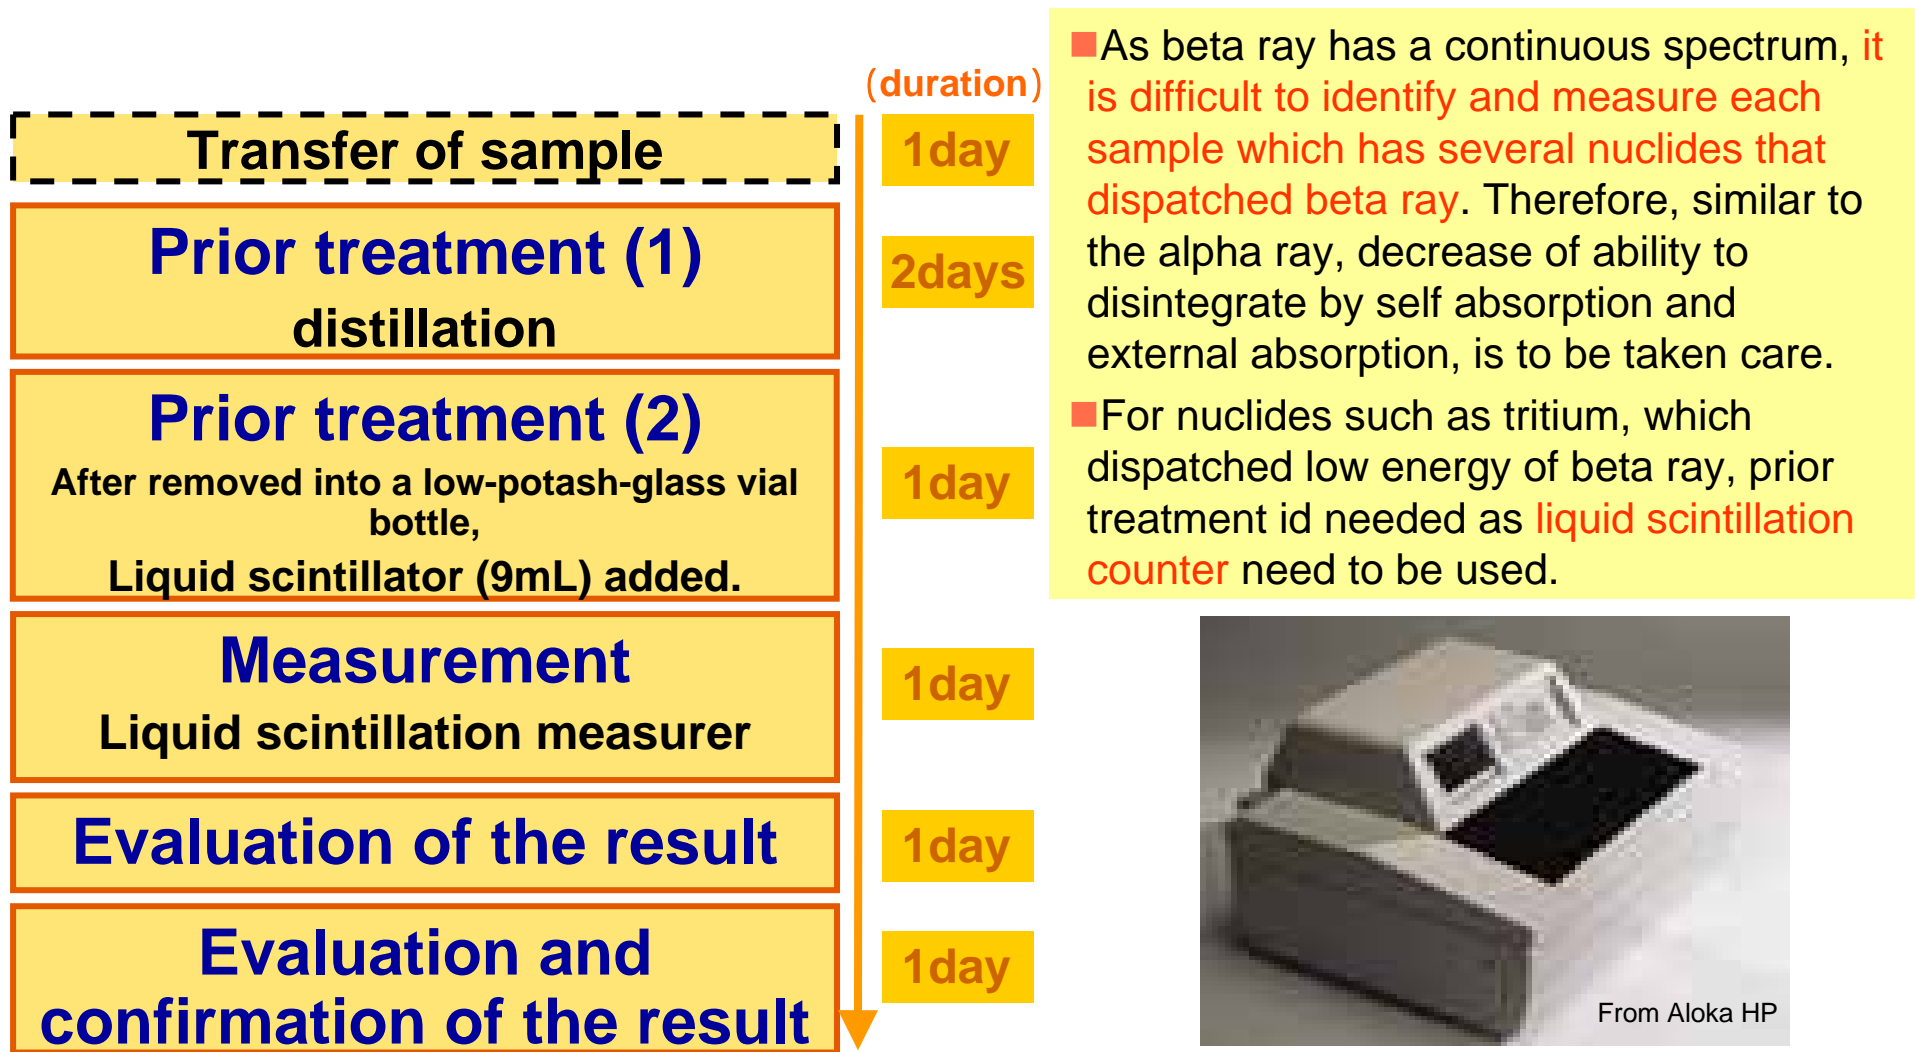 (duration)
Transfer of sample
1day
Prior treatment (1)
distillation
2days
Prior treatment (2)
After removed into a low-potash-glass vial
bottle,
Liquid scintillator (9mL) added.
1day
Measurement
Liquid scintillation measurer
1day
Evaluation of the result
1day
Evaluation and
confirmation of the result
1day
■As beta ray has a continuous spectrum, it
is difficult to identify and measure each
sample which has several nuclides that
dispatched beta ray. Therefore, similar to
the alpha ray, decrease of ability to
disintegrate by self absorption and
external absorption, is to be taken care.
■For nuclides such as tritium, which
dispatched low energy of beta ray, prior
treatment id needed as liquid scintillation
counter need to be used.
From Aloka HP